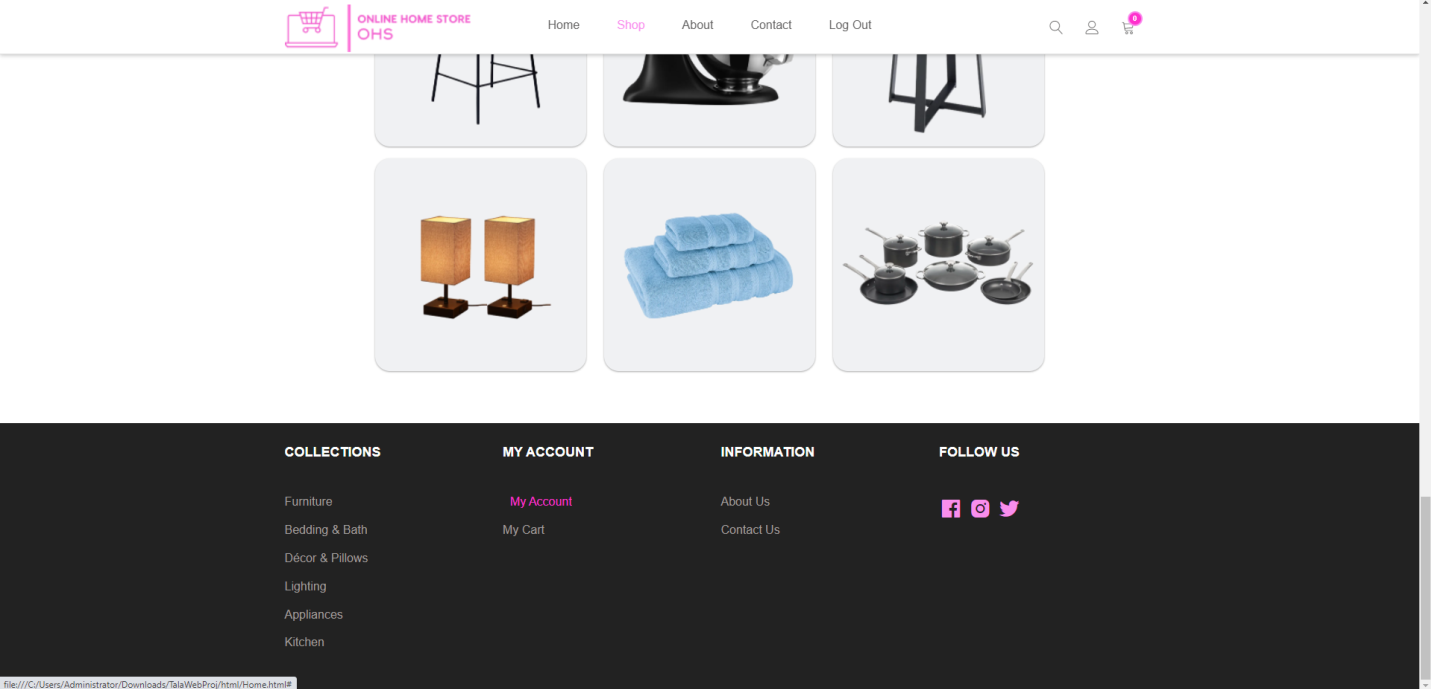 ONLINE HOME STORE
OHS
Home Shop About Contact Log Out
0
COLLECTIONS
Furniture
Bedding & Bath
Décor & Pillows
Lighting
Appliances
Kitchen
MY ACCOUNT
My Account
My Cart
INFORMATION
About Us
Contact Us
FOLLOW US
file:///C:/Users/Administrator/Downloads/TalaWebProj/html/Home.html#